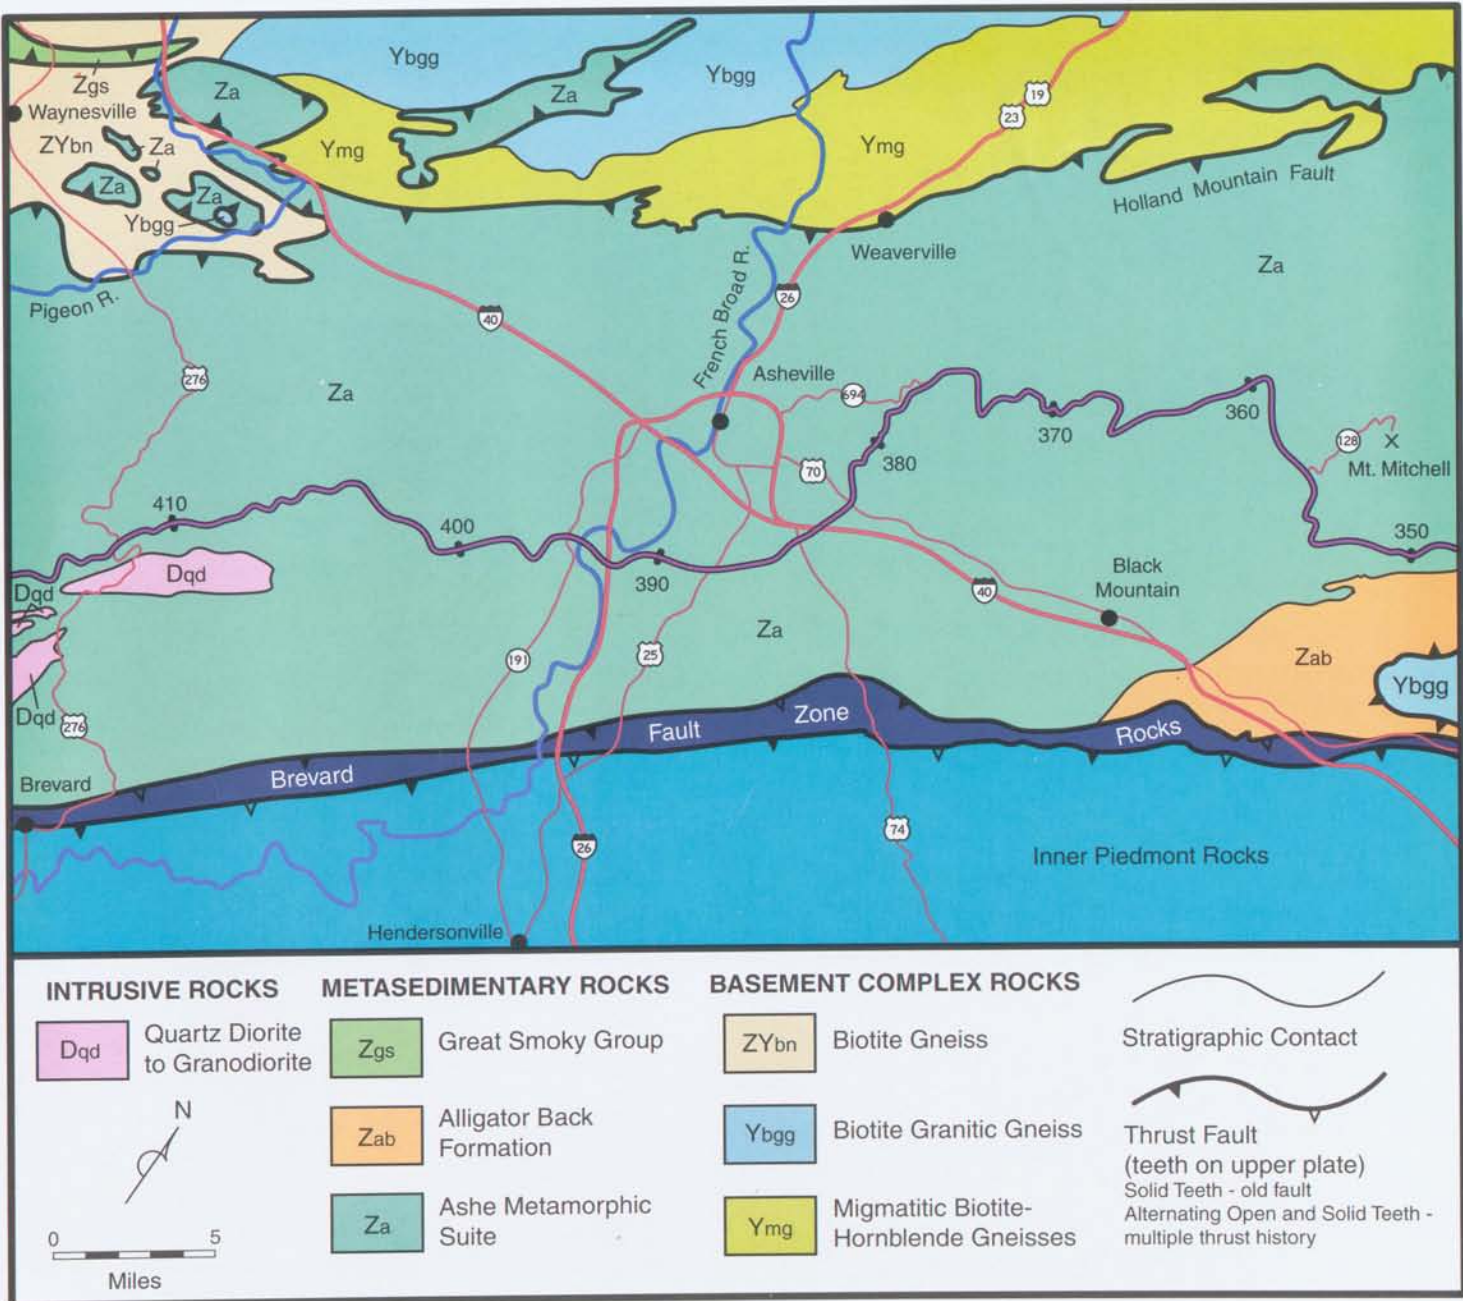 Ybgg
Ybgg
Zgs
Za
Za
19
23
Waynesville
ZYbn
Za
Ymg
Ymg
Za
Za
Ybgg
Holland Mountain Fault
Weaverville
Za
Pigeon R.
French Broad R.
26
40
276
Asheville
694
Za
360
370
128
Mt. Mitchell
380
70
410
400
350
390
Black
Mountain
Dqd
Dqd
40
Za
Zab
191
25
Ybgg
Dqd
276
Brevard Fault Zone Rocks
Brevard
74
26
Inner Piedmont Rocks
Hendersonville
INTRUSIVE ROCKS
Dqd
Quartz Diorite
to Granodiorite
N
0 5
Miles
METASEDIMENTARY ROCKS
Zgs
Great Smoky Group
Zab
Alligator Back
Formation
Za
Ashe Metamorphic
Suite
BASEMENT COMPLEX ROCKS
ZYbn
Biotite Gneiss
Ybgg
Biotite Granitic Gneiss
Ymg
Migmatitic Biotite-
Hornblende Gneisses
Stratigraphic Contact
Thrust Fault
(teeth on upper plate)
Solid Teeth - old fault
Alternating Open and Solid Teeth -
multiple thrust history